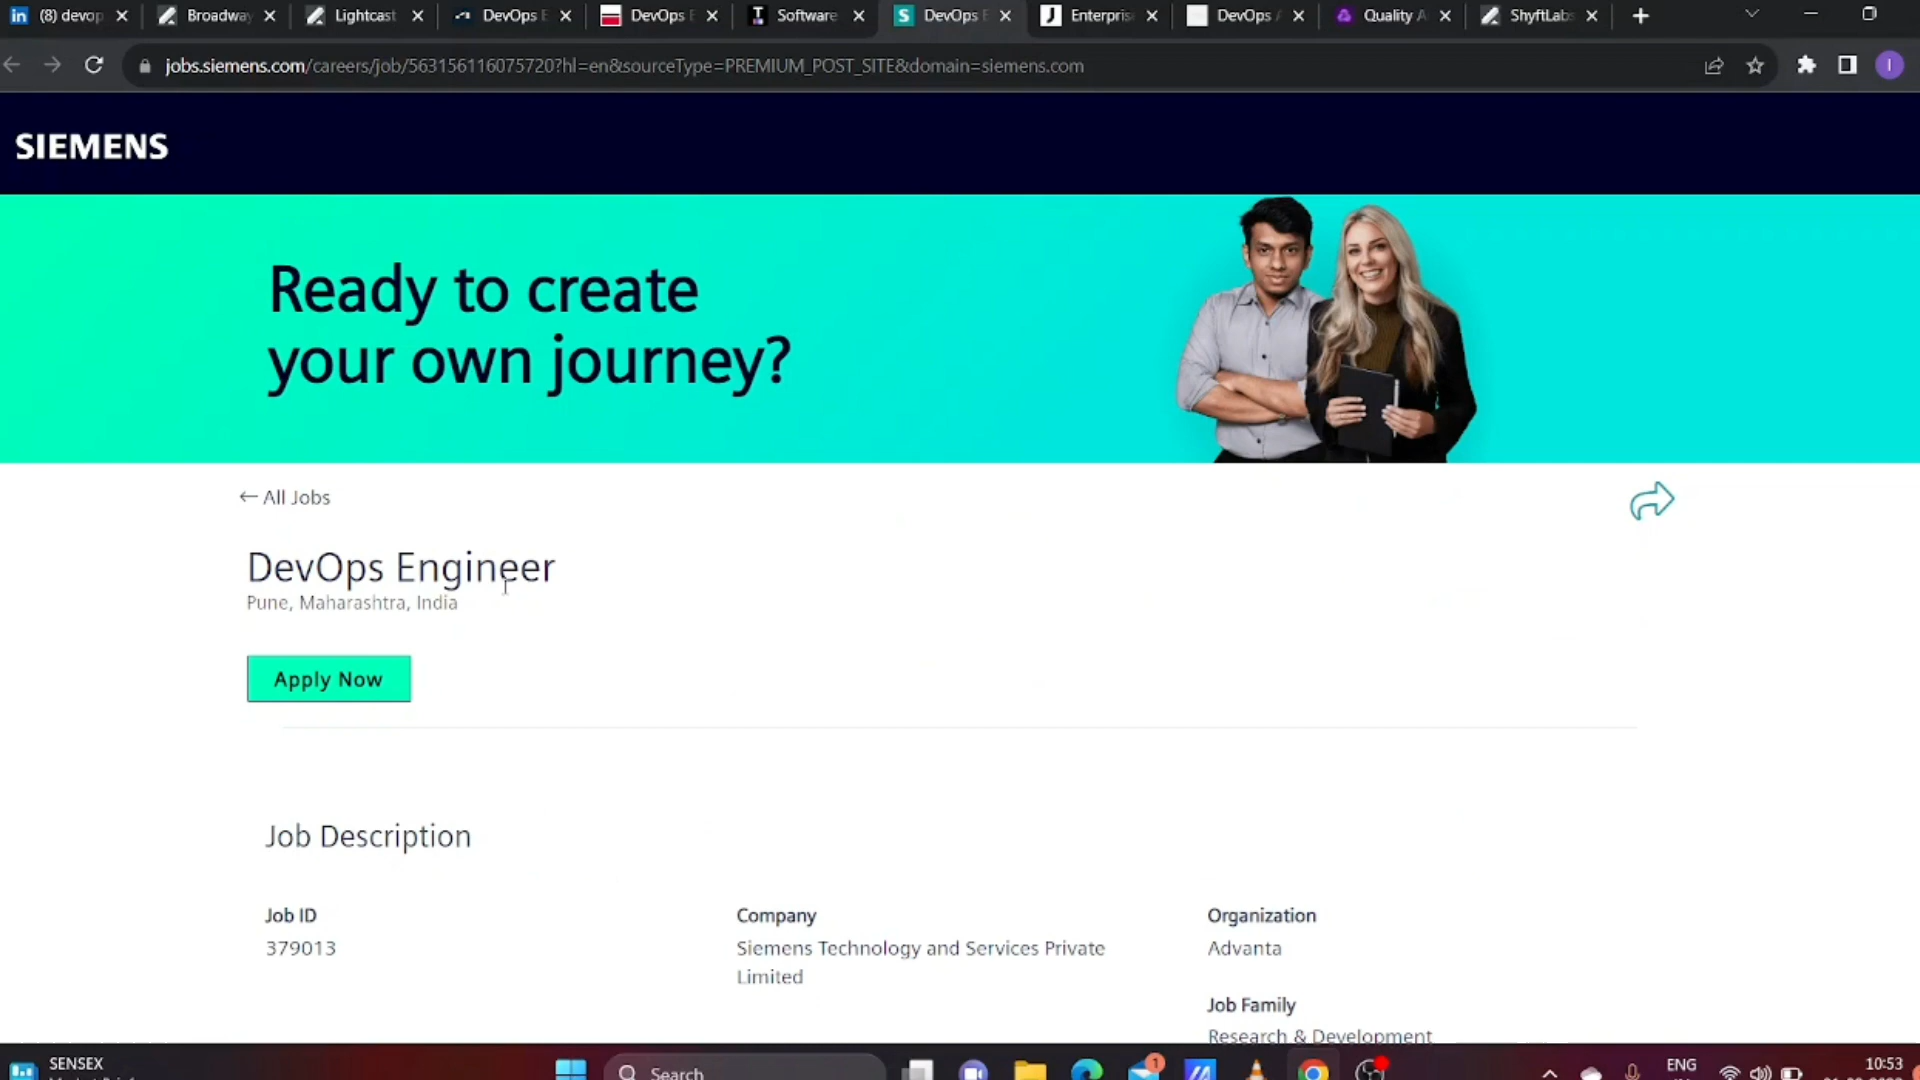 (8) devop
Broadway
Lightcast
DevOps E
DevOps E
Software
DevOps E
Enterpris
DevOps A
Quality A
ShyftLabs
jobs.siemens.com/careers/job/563156116075720?hl=en&sourceType=PREMIUM_POST_SITE&domain=siemens.com
SIEMENS
Ready to create
your own journey?
← All Jobs
DevOps Engineer
Pune, Maharashtra, India
Apply Now
Job Description
Job ID
379013
Company
Siemens Technology and Services Private
Limited
Organization
Advanta
Job Family
Research & Development
SENSEX
Search
1
ENG
10:53